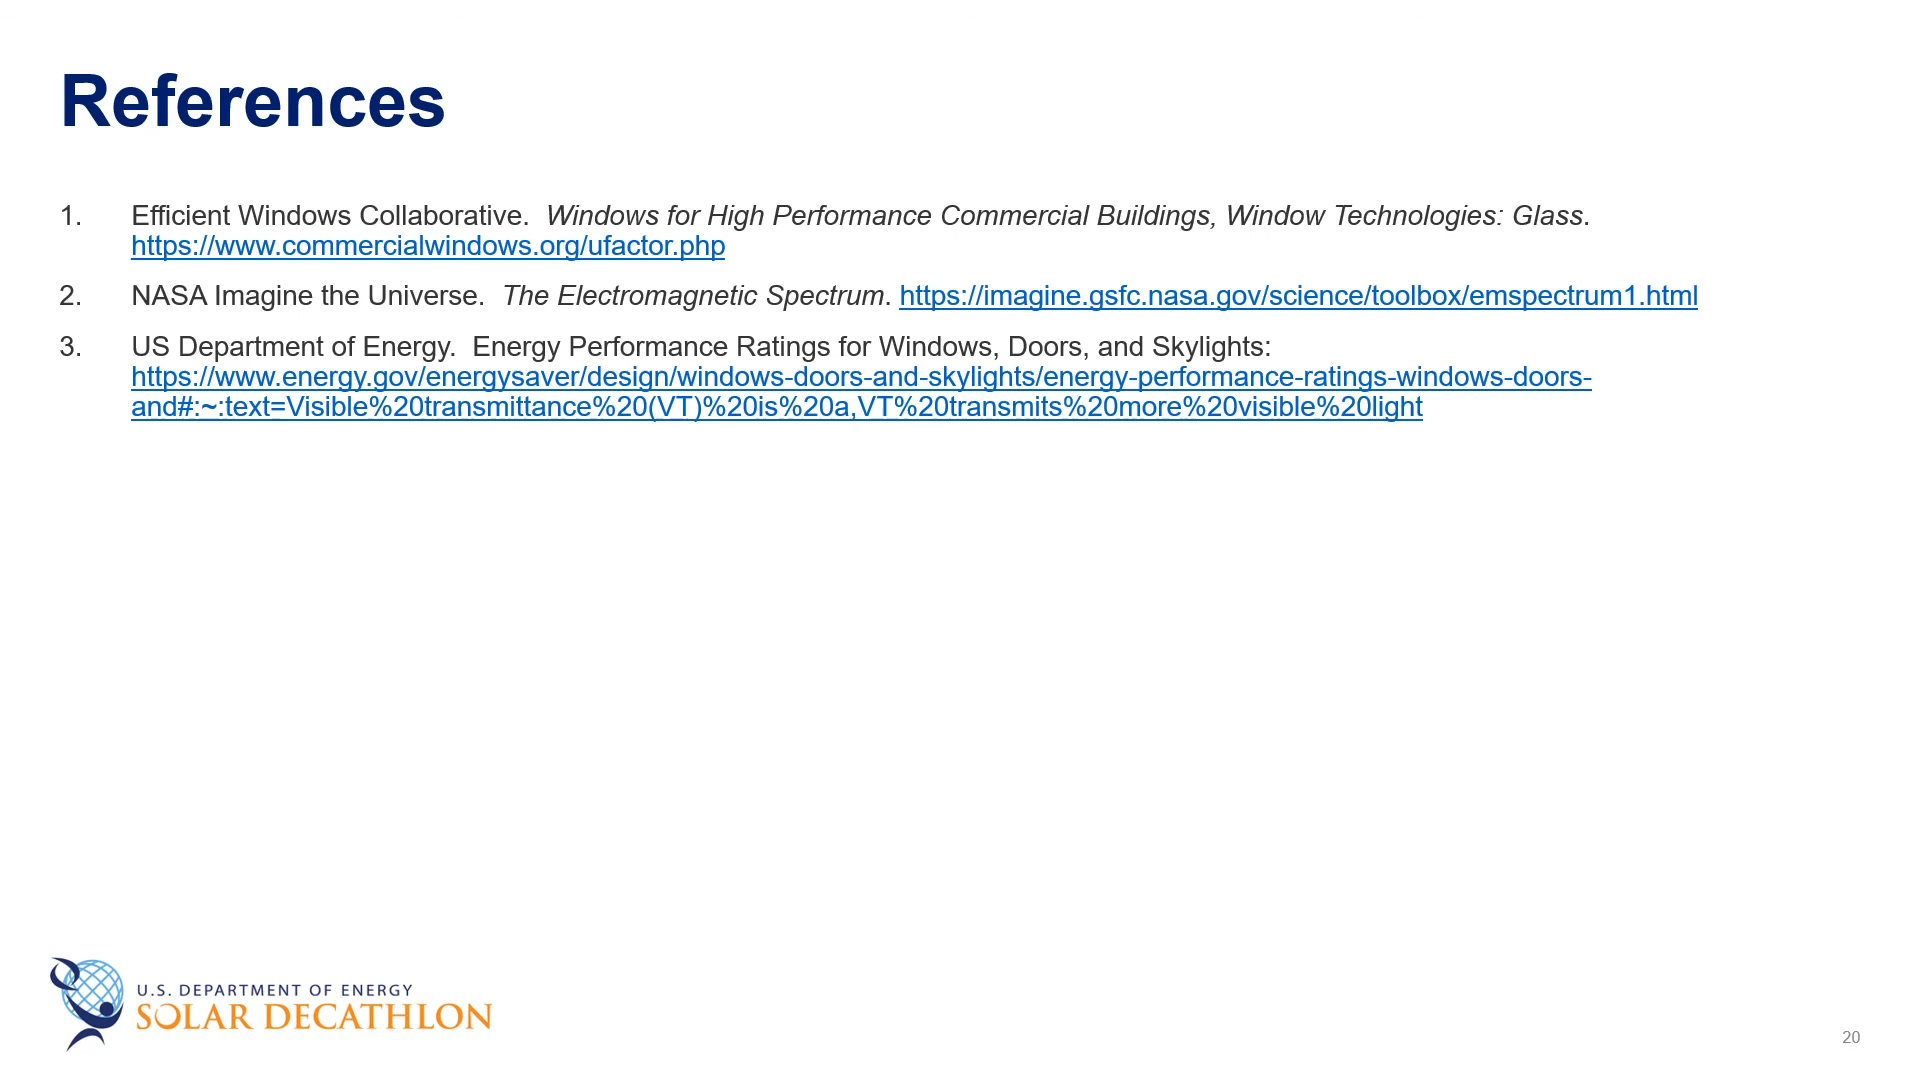 References
1. Efficient Windows Collaborative.  Windows for High Performance Commercial Buildings, Window Technologies: Glass.
https://www.commercialwindows.org/ufactor.php
2. NASA Imagine the Universe.  The Electromagnetic Spectrum. https://imagine.gsfc.nasa.gov/science/toolbox/emspectrum1.html
3. US Department of Energy.  Energy Performance Ratings for Windows, Doors, and Skylights:
https://www.energy.gov/energysaver/design/windows-doors-and-skylights/energy-performance-ratings-windows-doors-
and#:~:text=Visible%20transmittance%20(VT)%20is%20a,VT%20transmits%20more%20visible%20light
U.S. DEPARTMENT OF ENERGY
SOLAR DECATHLON
20